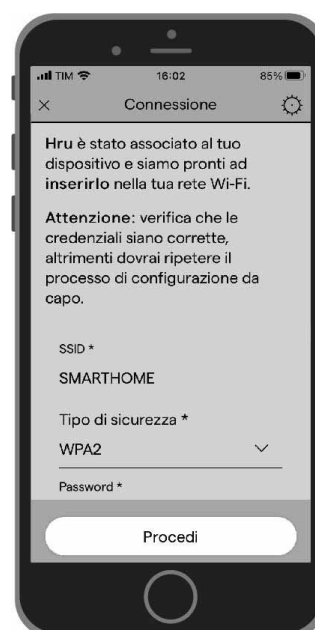 TIM 16:02 85%
× Connessione
Hru è stato associato al tuo
dispositivo e siamo pronti ad
inserirlo nella tua rete Wi-Fi.
Attenzione: verifica che le
credenziali siano corrette,
altrimenti dovrai ripetere il
processo di configurazione da
capo.
SSID *
SMARTHOME
Tipo di sicurezza *
WPA2
Password *
Procedi